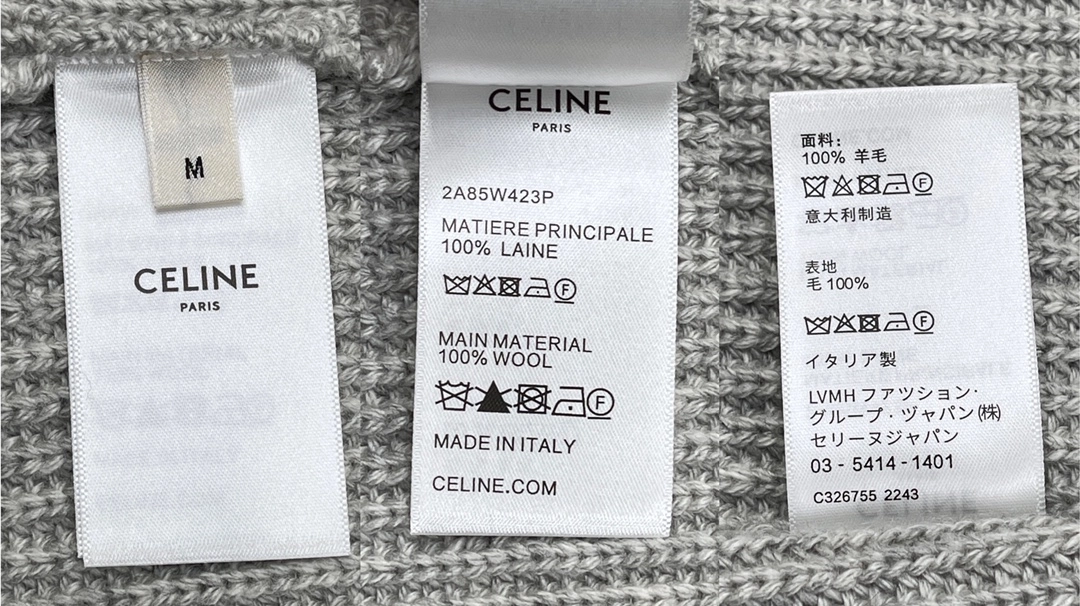 M
CELINE
PARIS
CELINE
PARIS
2A85W423P
MATIERE PRINCIPALE
100% LAINE
F
MAIN MATERIAL
100% WOOL
F
MADE IN ITALY
CELINE.COM
面料:
100% 羊毛
F
意大利制造
表地
毛 100%
F
イタリア製
LVMH フアツション·
グループ·ヅャパン(株)
セリーヌジャパン
03 - 5414 - 1401
C326755 2243